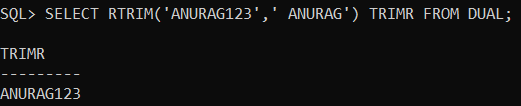 SQL> SELECT RTRIM('ANURAG123',' ANURAG') TRIMR FROM DUAL;
TRIMR
---------
ANURAG123